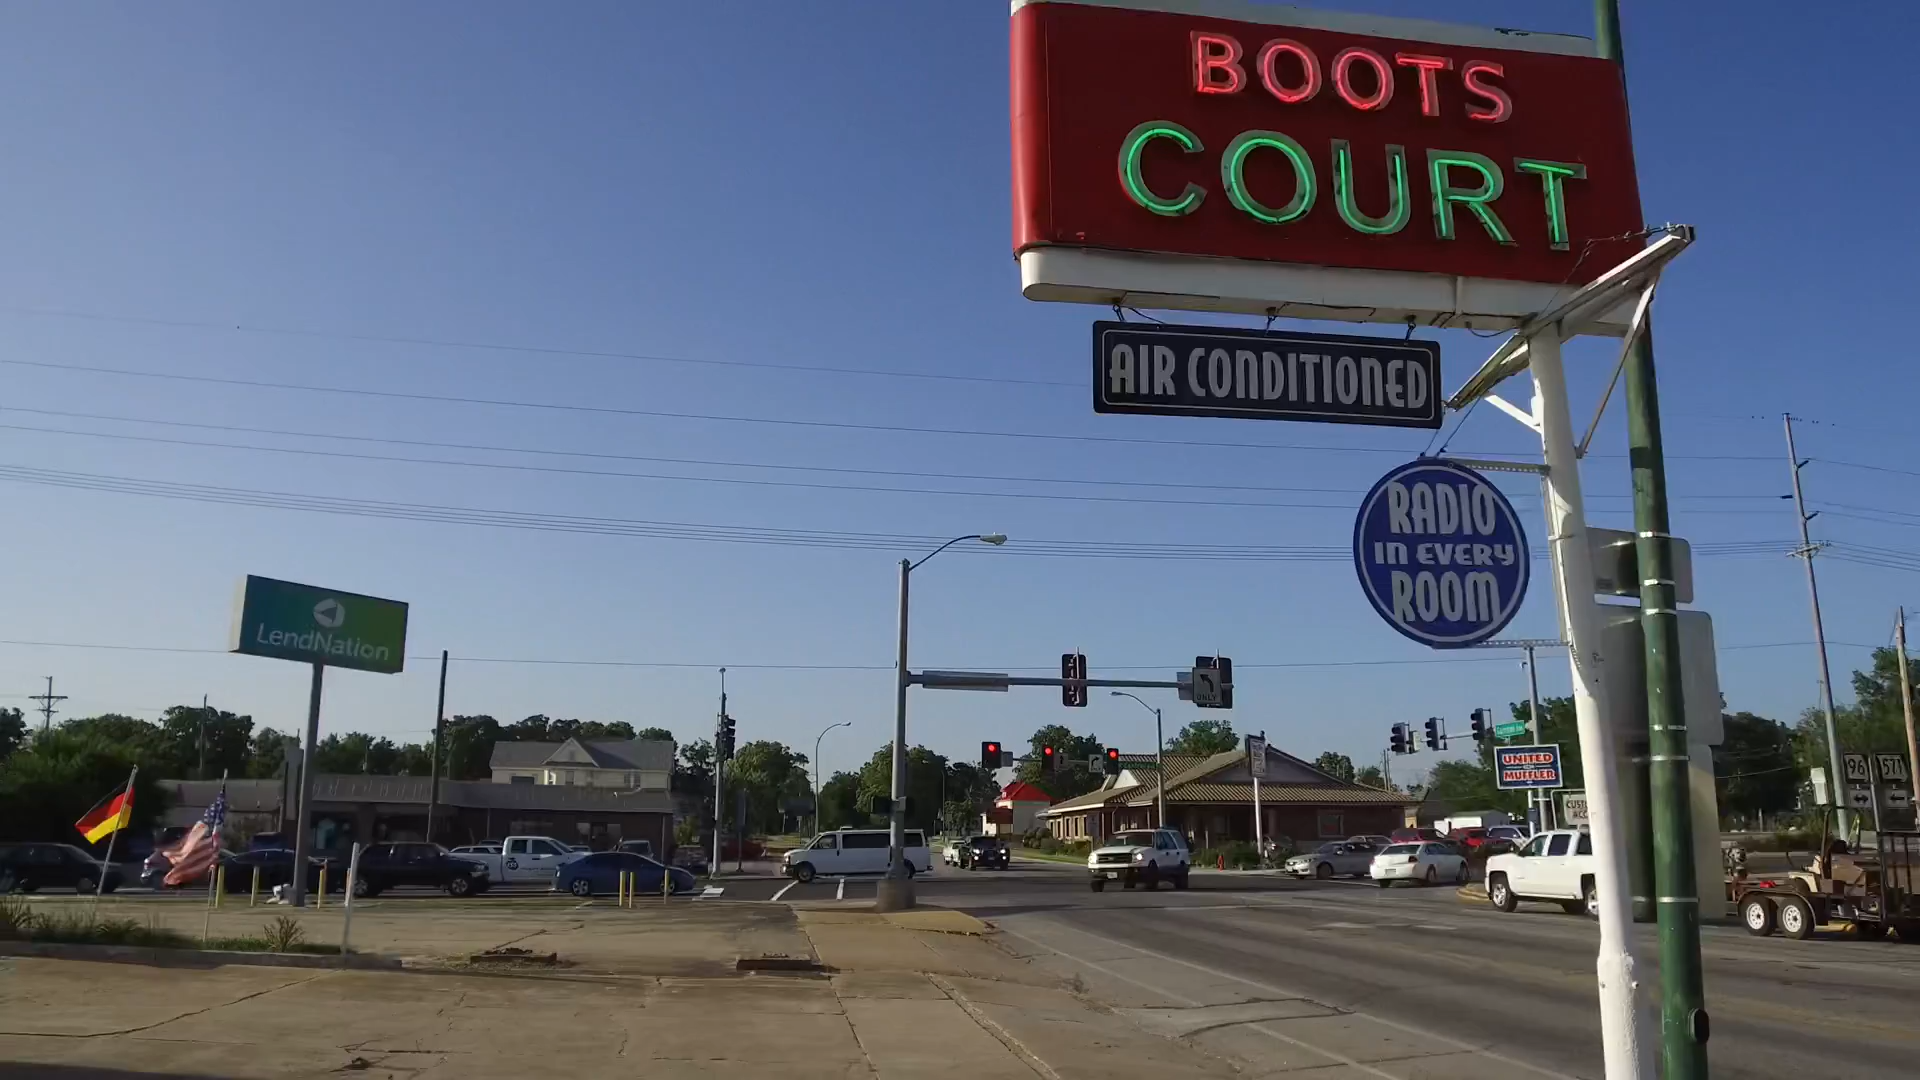 BOOTS
COURT
AIR CONDITIONED
RADIO
IN EVERY
ROOM
LendNation
ONLY
UNITED
MUFFLER
96
571